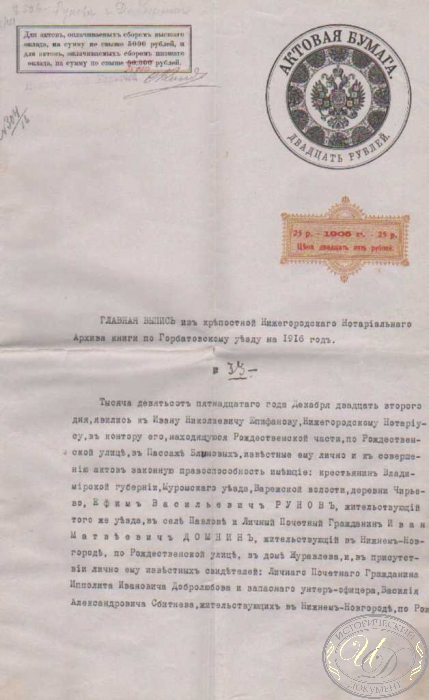 Для актовъ, оплачиваемыхъ сборомъ высшаго
оклада, на сумму не свыше 5000 рублей, и
для актовъ, оплачиваемыхъ сборомъ низшаго
оклада, на сумму не свыше рублей.
АКТОВАЯ БУМАГА.
ДВАДЦАТЬ РУБЛЕЙ.
25 р. - 1906 - 25 р.
Цѣна двадцать пять рублей.
ГЛАВНАЯ ВЫПИСЬ изъ крѣпостной Нижегородскаго Нотаріальнаго
Архива книги по Горбатовскому уѣзду на 1916 годъ.
Тысяча девятьсотъ пятнадцатаго года Декабря двадцать второго
дня, явились къ Ивану Николаевичу Епифанову, Нижегородскому Нотаріу-
су, въ контору его, находящуюся Рождественской части, по Рождествен-
ской улицѣ, въ Пассажѣ Блиновыхъ, извѣстные ему лично и къ соверше-
нію актовъ законную правоспособность имѣющіе: крестьянинъ Влади-
мірской губерніи, Муромскаго уѣзда, Варежской волости, деревни Чирье-
во, Ефимъ Васильевичъ РУНОВЪ, жительствующій
того же уѣзда, въ селѣ Павловѣ и Личный Почетный Гражданинъ Иванъ
Матвѣевичъ ДОМНИНЪ, жительствующій въ Нижнемъ-Нов-
городѣ, по Рождественской улицѣ, въ домѣ Журавлева, и, въ присутст-
віи лично ему извѣстныхъ свидѣтелей: Личнаго Почетнаго Гражданина
Ипполита Ивановича Добролюбова и запаснаго унтеръ-офицера, Василія
Александровича Сбитнева, жительствующихъ въ Нижнемъ-Новгородѣ, по Рож
ИСТОРИЧЕСКИЙ
ДОКУМЕНТ